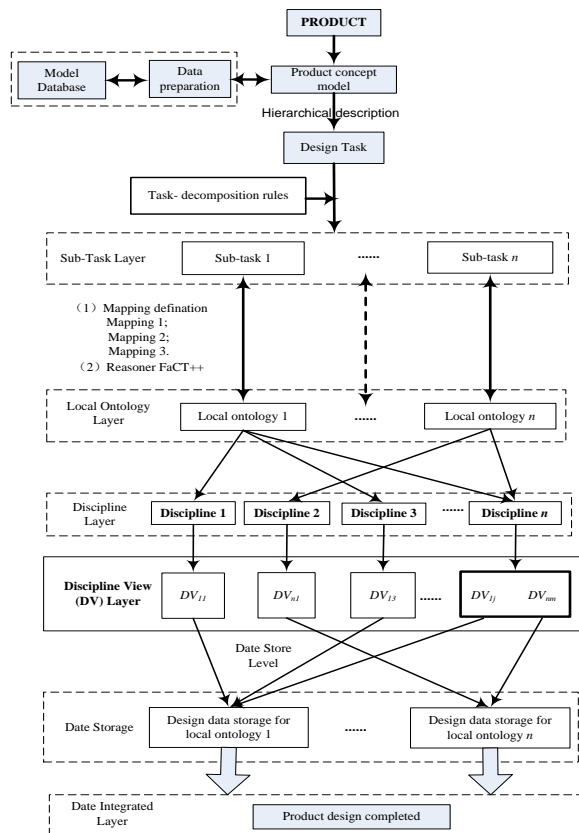 PRODUCT
Model
Database
Data
preparation
Product concept
model
Hierarchical description
Design Task
Task- decomposition rules
Sub-Task Layer
Sub-task 1
......
Sub-task n
（1）Mapping defination
Mapping 1;
Mapping 2;
Mapping 3.
（2）Reasoner FaCT++
Local Ontology
Layer
Local ontology 1
......
Local ontology n
Discipline
Layer
Discipline 1
Discipline 2
Discipline 3
......
Discipline n
Discipline View
(DV) Layer
DV11
DVn1
DV13
......
DV1j
DVnm
Date Store
Level
Date Storage
Design data storage for
local ontology 1
......
Design data storage for
local ontology n
Date Integrated
Layer
Product design completed